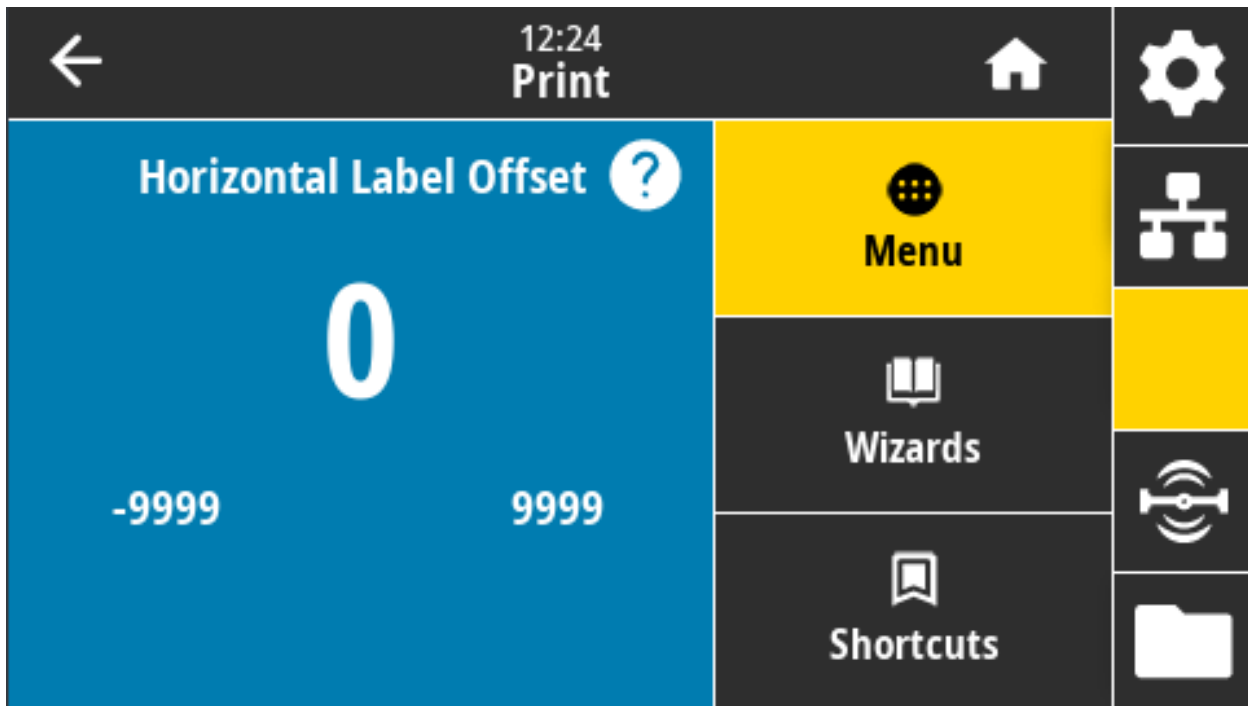 12:24
Print
Horizontal Label Offset ?
0
-9999 9999
Menu
Wizards
Shortcuts